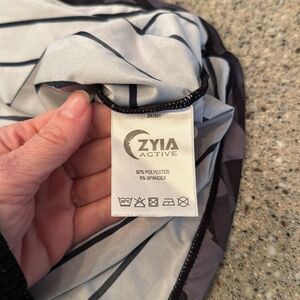 ZYIA
ACTIVE
92% POLYESTER
8% SPANDEX